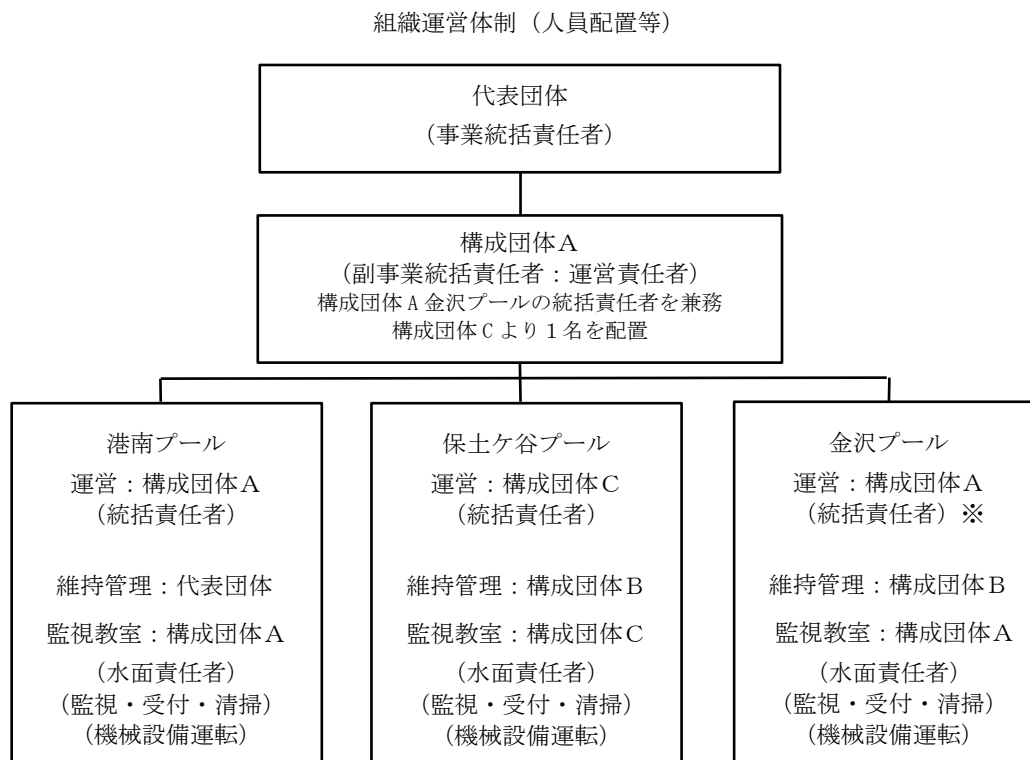 組織運営体制（人員配置等）
代表団体
（事業統括責任者）
構成団体Ａ
（副事業統括責任者：運営責任者）
構成団体 A 金沢プールの統括責任者を兼務
構成団体 C より１名を配置
港南プール
運営：構成団体Ａ
（統括責任者）
維持管理：代表団体
監視教室：構成団体Ａ
（水面責任者）
（監視・受付・清掃）
（機械設備運転）
保土ケ谷プール
運営：構成団体Ｃ
（統括責任者）
維持管理：構成団体Ｂ
監視教室：構成団体Ｃ
（水面責任者）
（監視・受付・清掃）
（機械設備運転）
金沢プール
運営：構成団体Ａ
（統括責任者）※
維持管理：構成団体Ｂ
監視教室：構成団体Ａ
（水面責任者）
（監視・受付・清掃）
（機械設備運転）